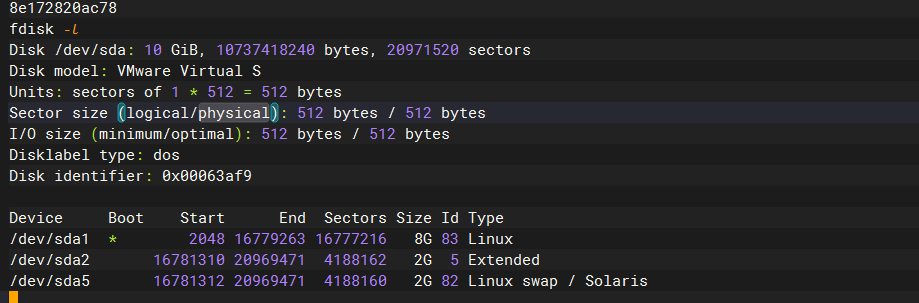 8e172820ac78
fdisk -l
Disk /dev/sda: 10 GiB, 10737418240 bytes, 20971520 sectors
Disk model: VMware Virtual S
Units: sectors of 1 * 512 = 512 bytes
Sector size (logical/physical): 512 bytes / 512 bytes
I/O size (minimum/optimal): 512 bytes / 512 bytes
Disklabel type: dos
Disk identifier: 0x00063af9

Device     Boot    Start      End  Sectors Size Id Type
/dev/sda1  *        2048 16779263 16777216   8G 83 Linux
/dev/sda2       16781310 20969471  4188162   2G  5 Extended
/dev/sda5       16781312 20969471  4188160   2G 82 Linux swap / Solaris